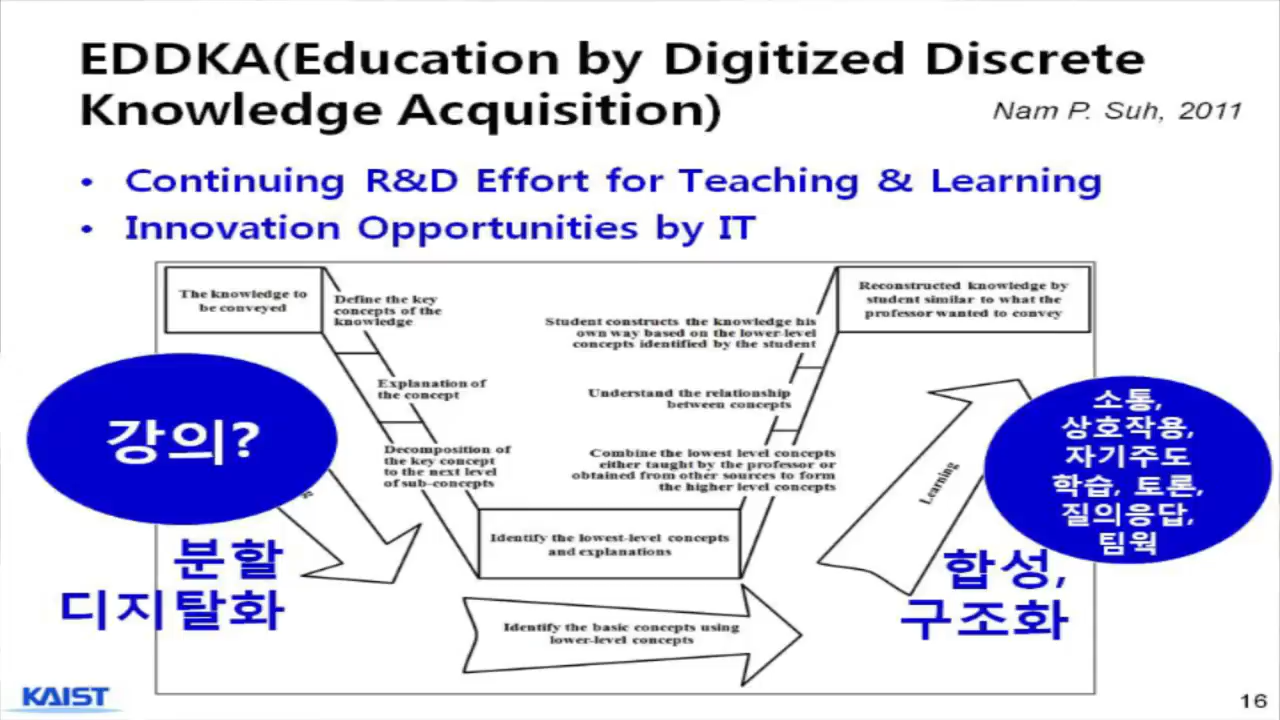 EDDKA(Education by Digitized Discrete
Knowledge Acquisition)
Nam P. Suh, 2011
• Continuing R&D Effort for Teaching & Learning
• Innovation Opportunities by IT
The knowledge to
be conveyed
Define the key
concepts of the
knowledge
Explanation of
the concept
Decomposition of
the key concept
to the next level
of sub-concepts
Identify the lowest-level concepts
and explanations
Identify the basic concepts using
lower-level concepts
Student constructs the knowledge his
own way based on the lower-level
concepts identified by the student
Understand the relationship
between concepts
Combine the lowest level concepts
either taught by the professor or
obtained from other sources to form
the higher level concepts
Reconstructed knowledge by
student similar to what the
professor wanted to convey
Learning
강의?
분할
디지탈화
소통,
상호작용,
자기주도
학습, 토론,
질의응답,
팀웍
합성,
구조화
KAIST
16